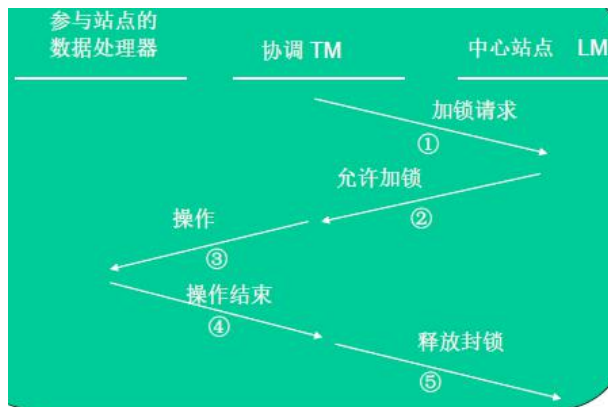 参与站点的
数据处理器
协调 TM
中心站点 LM
加锁请求
①
允许加锁
②
操作
③
操作结束
④
释放封锁
⑤